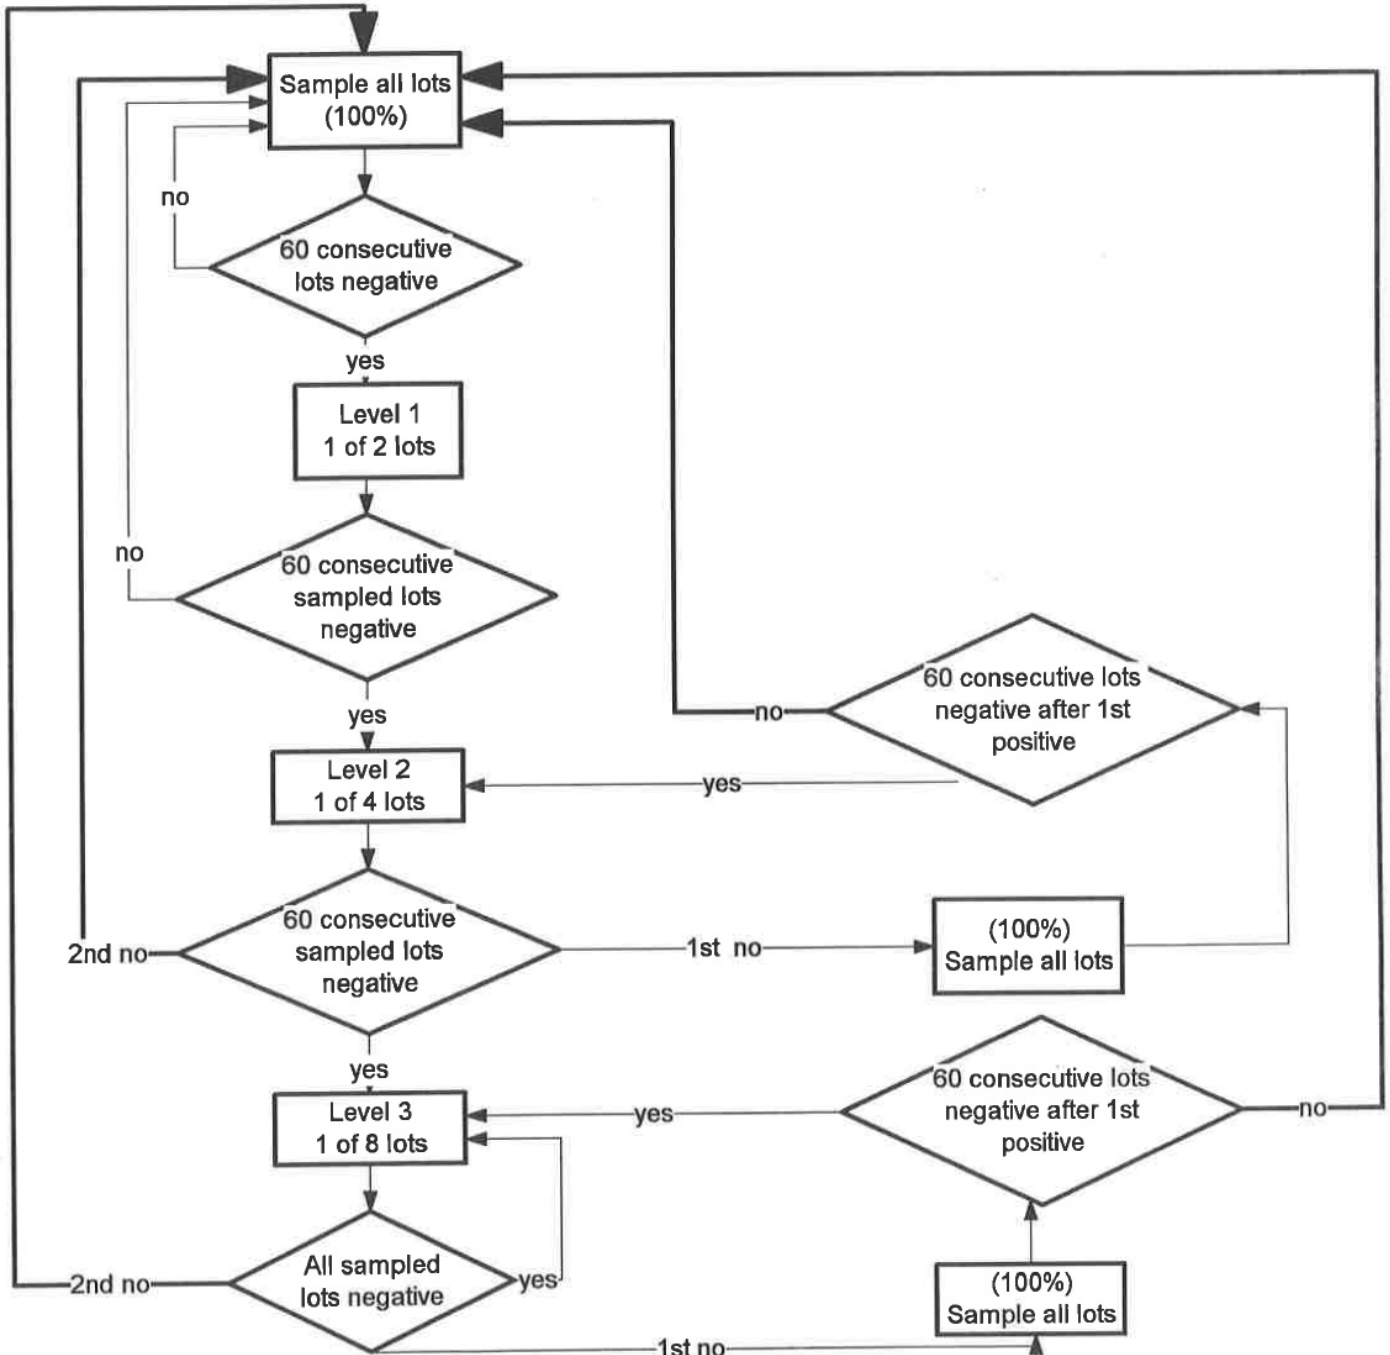 Sample all lots
(100%)
no
60 consecutive
lots negative
yes
Level 1
1 of 2 lots
no
60 consecutive
sampled lots
negative
yes
60 consecutive lots
negative after 1st
positive
no
Level 2
1 of 4 lots
yes
60 consecutive
sampled lots
negative
2nd no
1st no
(100%)
Sample all lots
yes
Level 3
1 of 8 lots
yes
60 consecutive lots
negative after 1st
positive
no
All sampled
lots negative
2nd no
yes
(100%)
Sample all lots
1st no